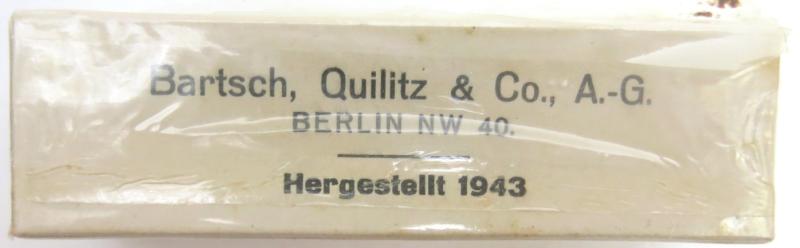 Bartsch, Quilitz & Co., A.-G.
BERLIN NW 40.
Hergestellt 1943